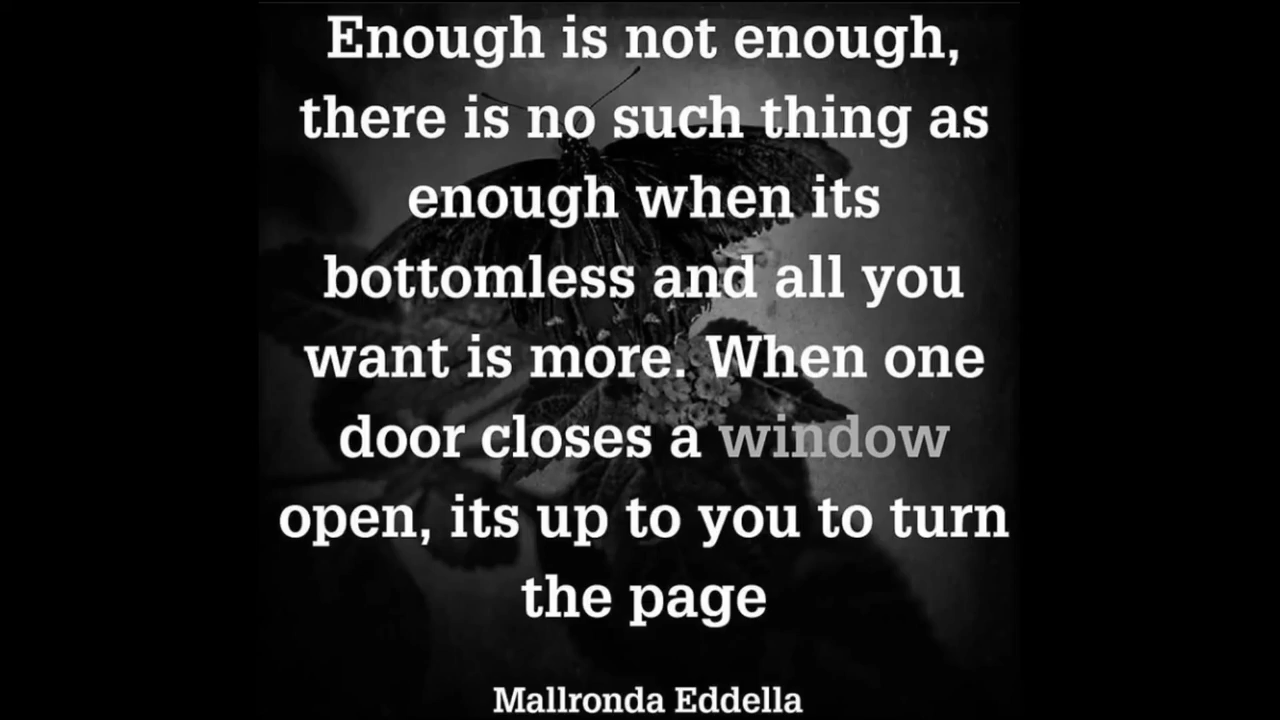 Enough is not enough,
there is no such thing as
enough when its
bottomless and all you
want is more. When one
door closes a window
open, its up to you to turn
the page
Mallronda Eddella